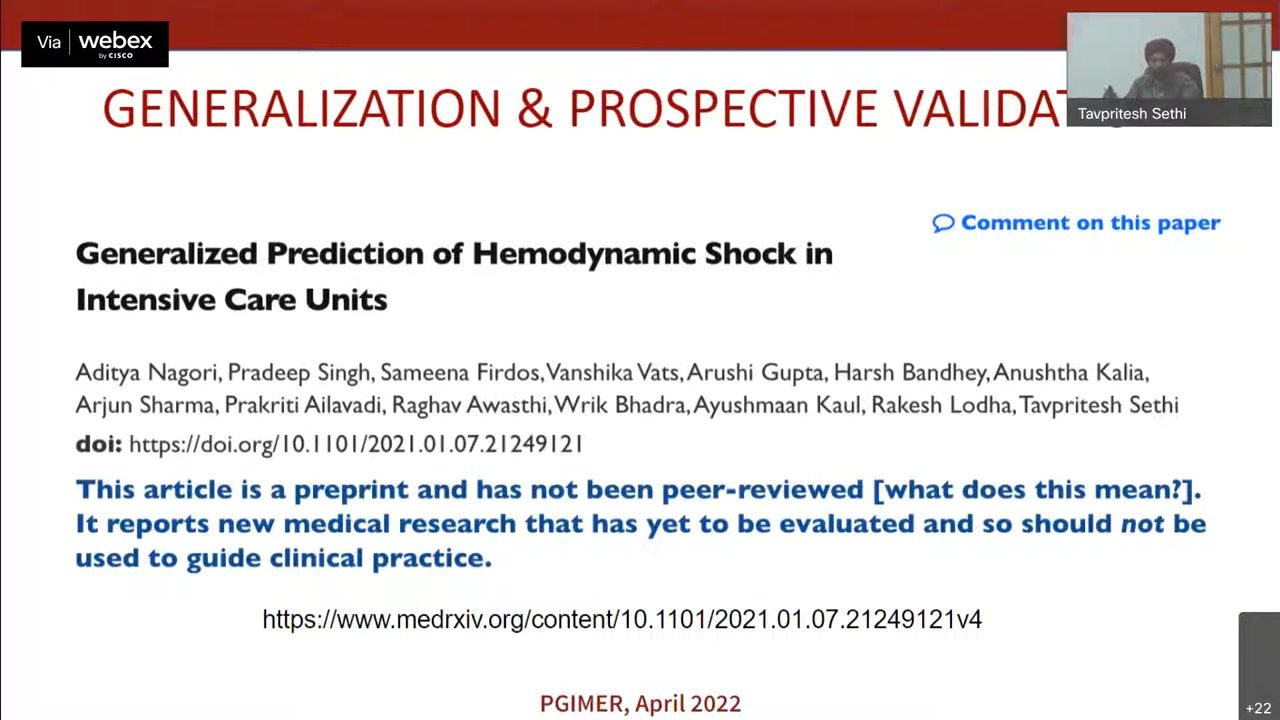 Via webex
by CISCO
Tavpritesh Sethi
GENERALIZATION & PROSPECTIVE VALIDAT
Comment on this paper
Generalized Prediction of Hemodynamic Shock in
Intensive Care Units
Aditya Nagori, Pradeep Singh, Sameena Firdos, Vanshika Vats, Arushi Gupta, Harsh Bandhey, Anushtha Kalia,
Arjun Sharma, Prakriti Ailavadi, Raghav Awasthi, Wrik Bhadra, Ayushmaan Kaul, Rakesh Lodha, Tavpritesh Sethi
doi: https://doi.org/10.1101/2021.01.07.21249121
This article is a preprint and has not been peer-reviewed [what does this mean?].
It reports new medical research that has yet to be evaluated and so should not be
used to guide clinical practice.
https://www.medrxiv.org/content/10.1101/2021.01.07.21249121v4
PGIMER, April 2022
+22